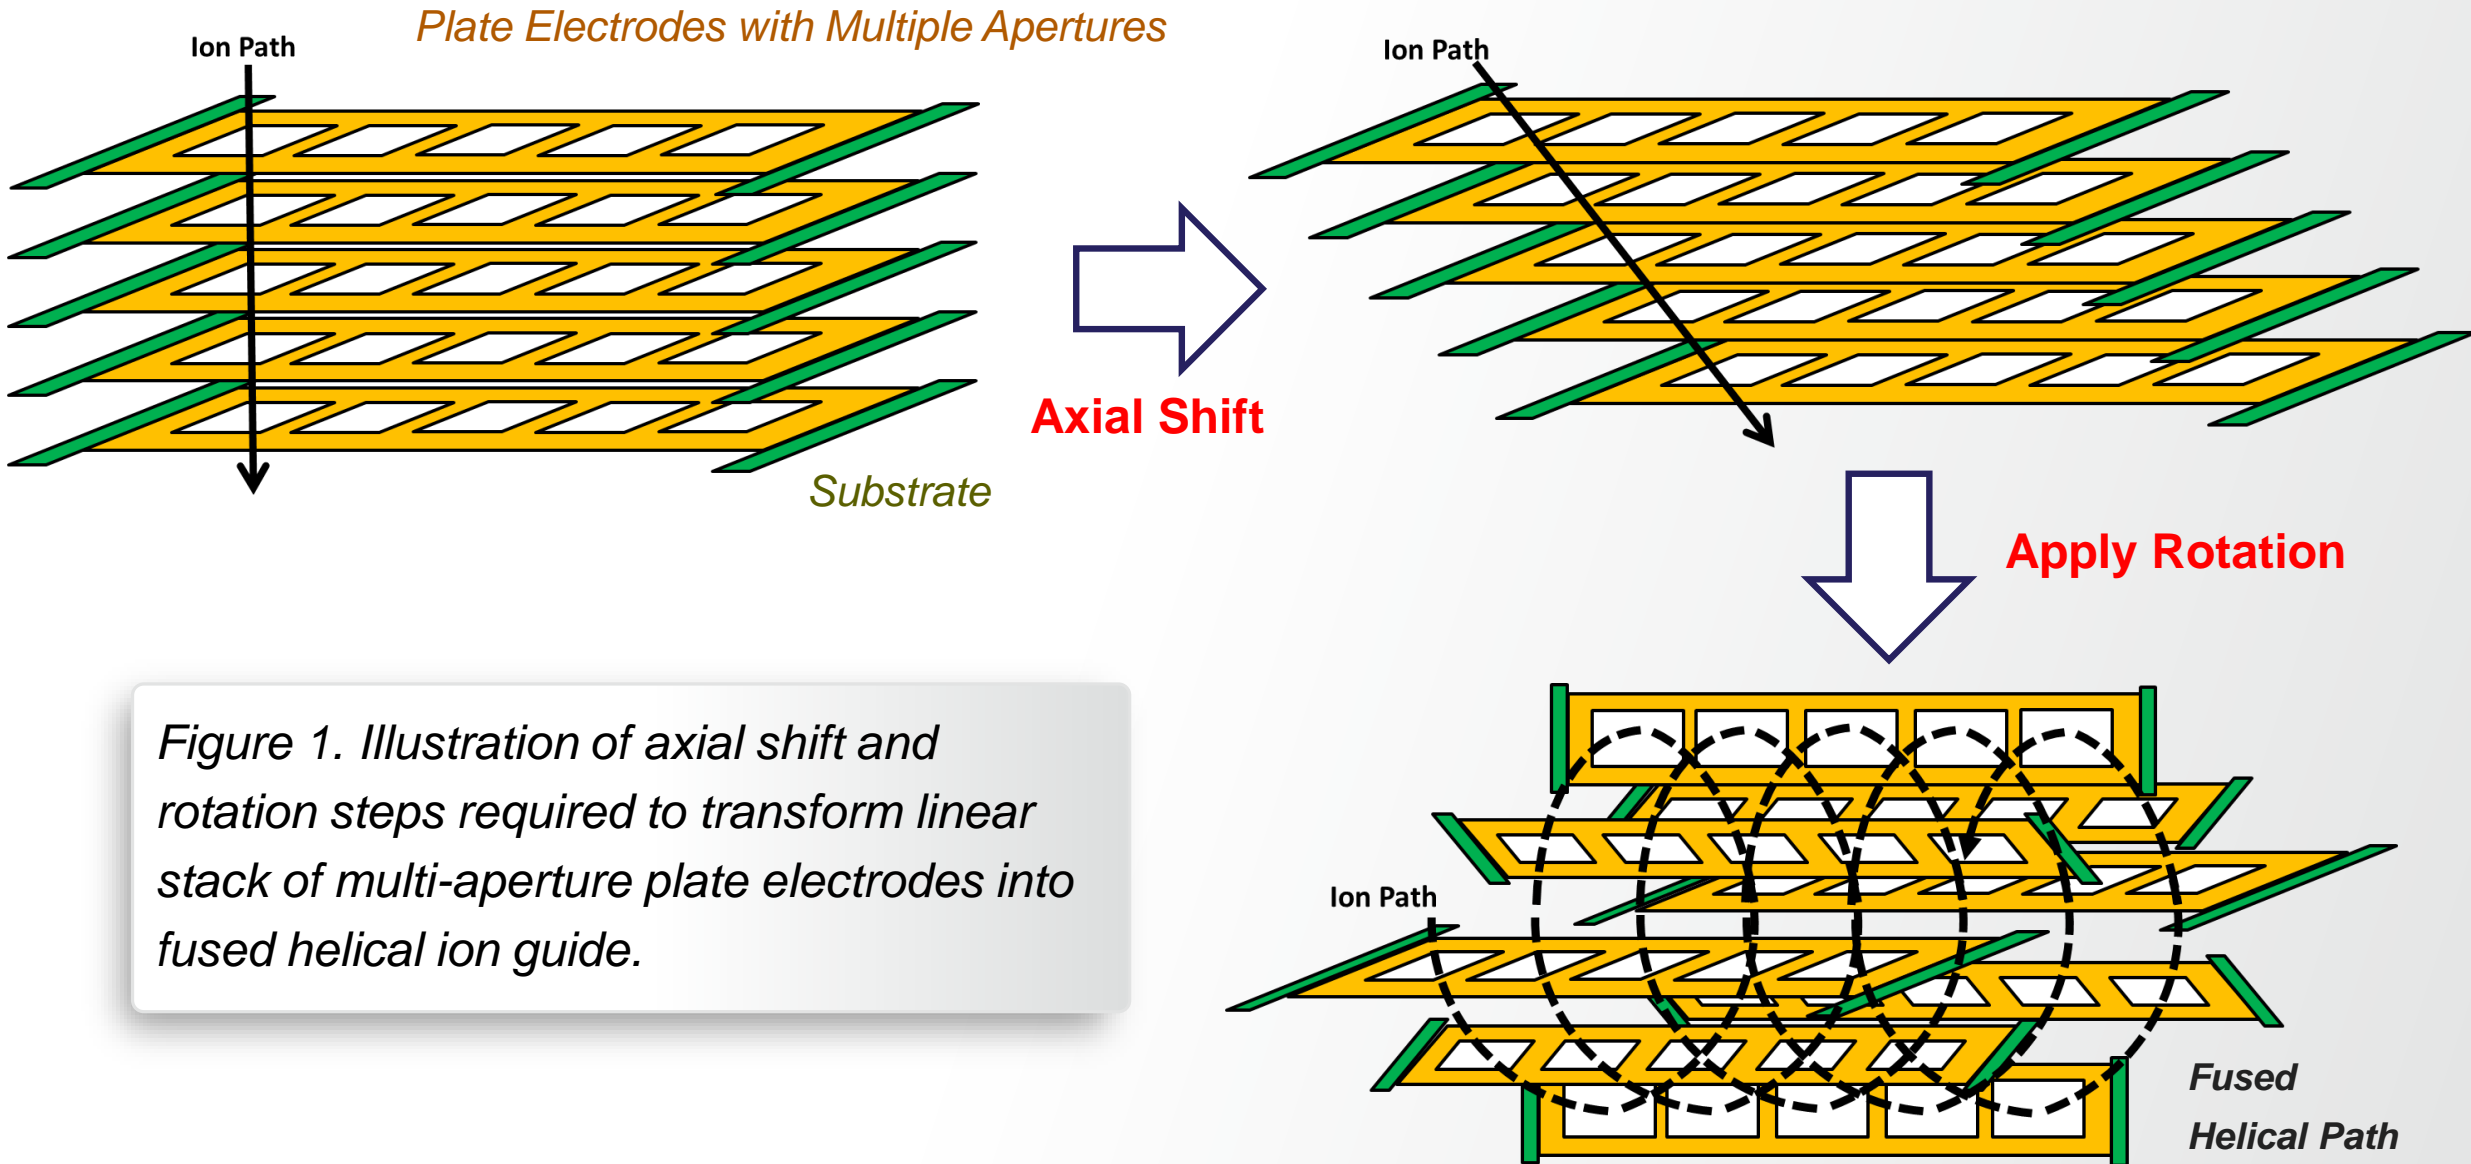 Plate Electrodes with Multiple Apertures
Ion Path
Ion Path
Axial Shift
Substrate
Apply Rotation
Figure 1. Illustration of axial shift and
rotation steps required to transform linear
stack of multi-aperture plate electrodes into
fused helical ion guide.
Ion Path
Fused
Helical Path